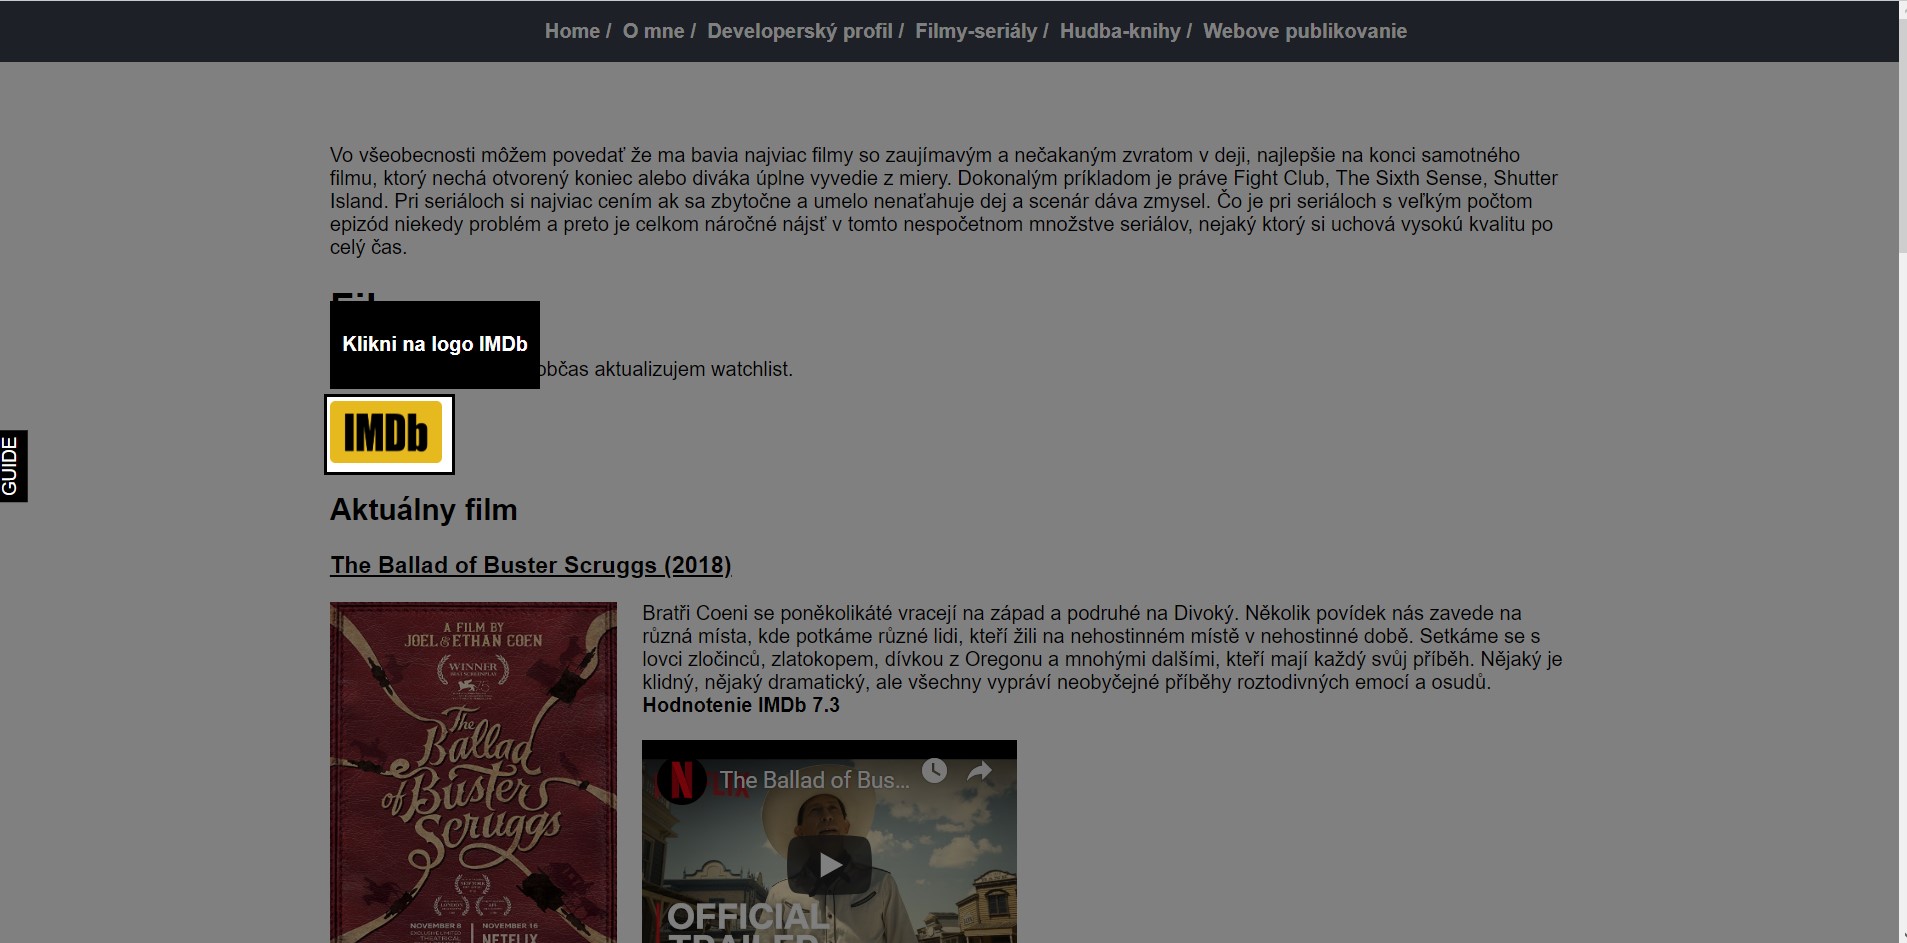 Home / O mne / Developerský profil / Filmy-seriály / Hudba-knihy / Webove publikovanie
Vo všeobecnosti môžem povedať že ma bavia najviac filmy so zaujímavým a nečakaným zvratom v deji, najlepšie na konci samotného
filmu, ktorý nechá otvorený koniec alebo diváka úplne vyvedie z miery. Dokonalým príkladom je práve Fight Club, The Sixth Sense, Shutter
Island. Pri seriáloch si najviac cením ak sa zbytočne a umelo nenaťahuje dej a scenár dáva zmysel. Čo je pri seriáloch s veľkým počtom
epizód niekedy problém a preto je celkom náročné nájsť v tomto nespočetnom množstve seriálov, nejaký ktorý si uchová vysokú kvalitu po
celý čas.
Klikni na logo IMDb
občas aktualizujem watchlist.
IMDb
GUIDE
Aktuálny film
The Ballad of Buster Scruggs (2018)
A FILM BY
JOEL & ETHAN COEN
WINNER
The
Ballad
of Buster
Scruggs
NOVEMBER 8
NOVEMBER 16
NETFLIX
Bratři Coeni se poněkolikáté vracejí na západ a podruhé na Divoký. Několik povídek nás zavede na
různá místa, kde potkáme různé lidi, kteří žili na nehostinném místě v nehostinné době. Setkáme se s
lovci zločinců, zlatokopem, dívkou z Oregonu a mnohými dalšími, kteří mají každý svůj příběh. Nějaký je
klidný, nějaký dramatický, ale všechny vypráví neobyčejné příběhy roztodivných emocí a osudů.
Hodnotenie IMDb 7.3
The Ballad of Bus...
OFFICIAL
TRAILER